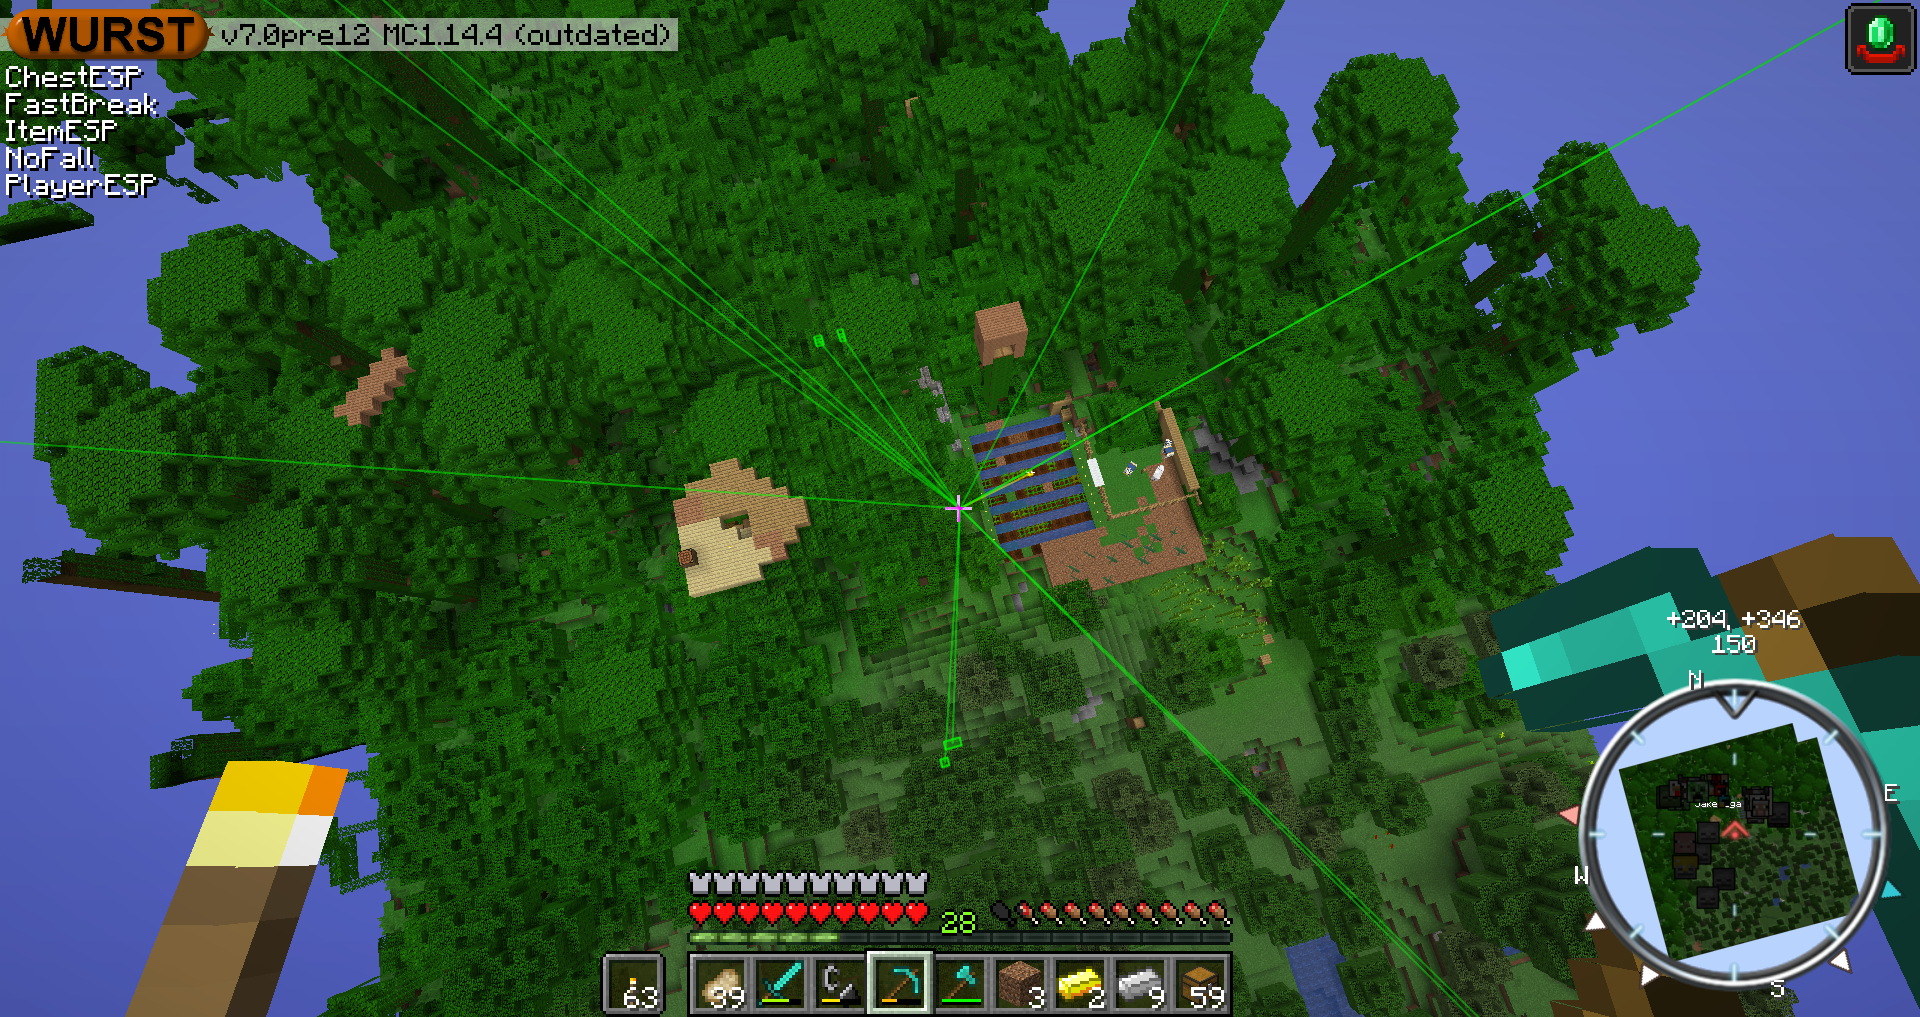 WURST v7.0pre12 MC1.14.4 (outdated)
ChestESP
FastBreak
ItemESP
NoFall
PlayerESP
+204, +346
150
N
E
W
S
28
63
39
3
2
9
59